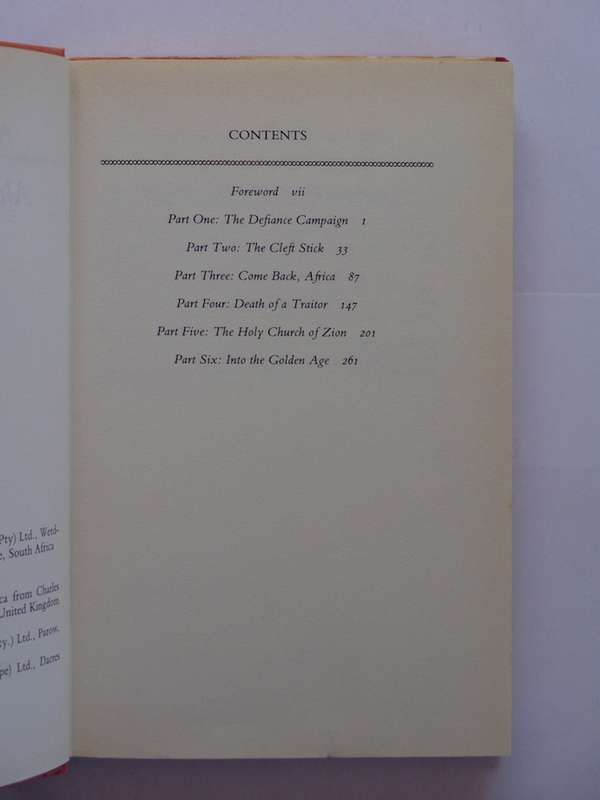 CONTENTS
Foreword vii
Part One: The Defiance Campaign 1
Part Two: The Cleft Stick 33
Part Three: Come Back, Africa 87
Part Four: Death of a Traitor 147
Part Five: The Holy Church of Zion 201
Part Six: Into the Golden Age 261
Pty) Ltd., Wetd-
e, South Africa
ca from Charles
United Kingdom
ty.) Ltd., Parow,
pe) Ltd., Dacres